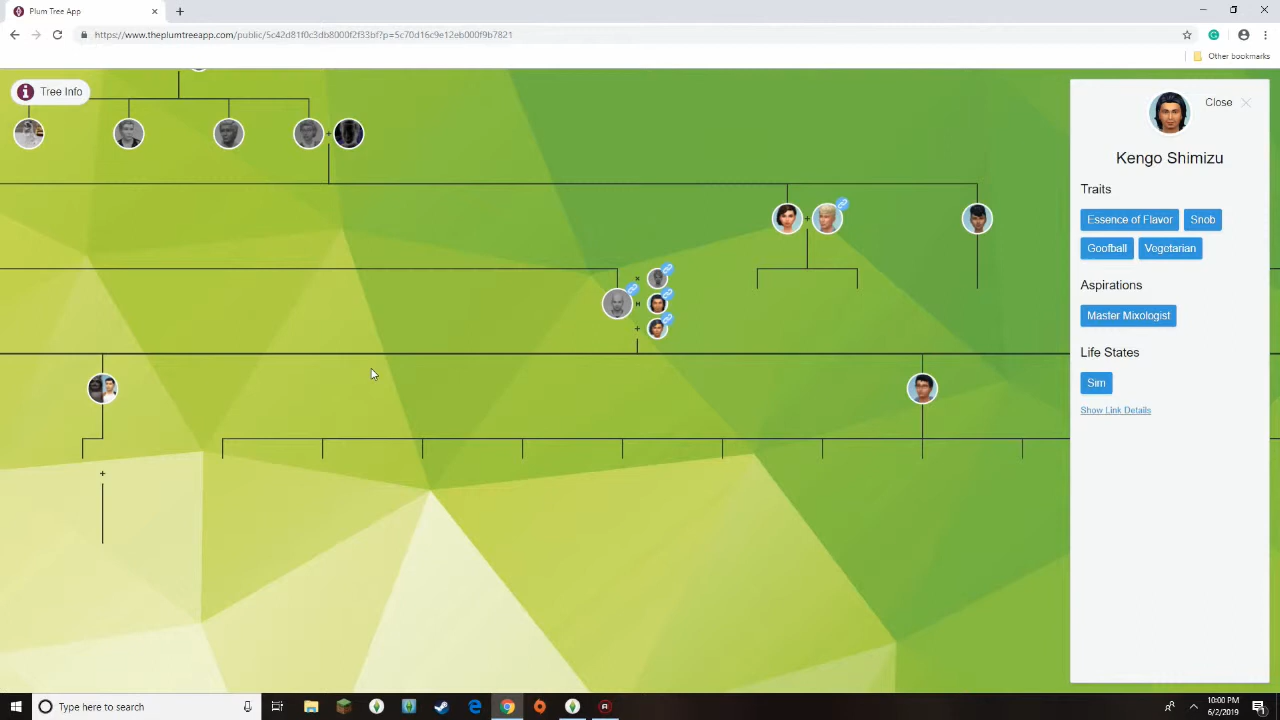 Plum Tree App
https://www.theplumtreeapp.com/public/5c42d81f0c3db8000f2f33bf?p=5c70d16c9e12eb000f9b7821
Other bookmarks
Tree Info
Close
Kengo Shimizu
Traits
Essence of Flavor Snob
Goofball Vegetarian
Aspirations
Master Mixologist
Life States
Sim
Show Link Details
Type here to search
10:00 PM
6/2/2019